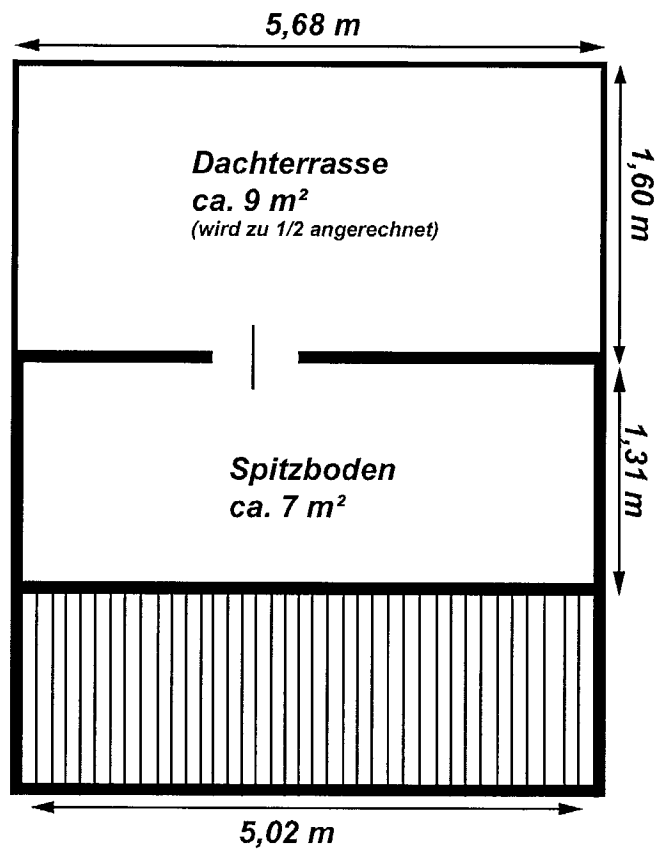 5,68 m
Dachterrasse
ca. 9 m²
(wird zu 1/2 angerechnet)
1,60 m
Spitzboden
ca. 7 m²
1,31 m
5,02 m